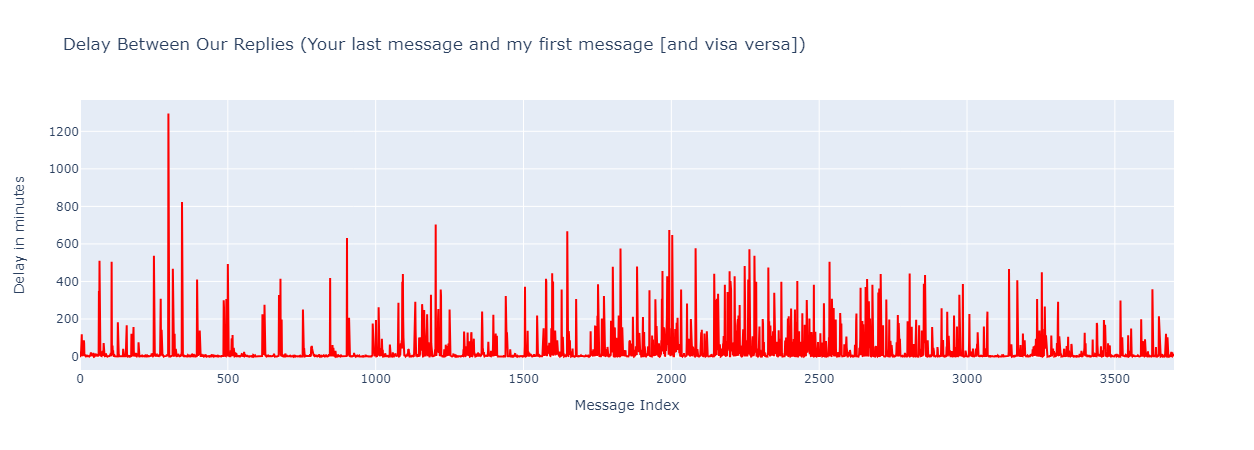 Delay Between Our Replies (Your last message and my first message [and visa versa])
1200
1000
800
600
400
200
0
Delay in minutes
0 500 1000 1500 2000 2500 3000 3500
Message Index